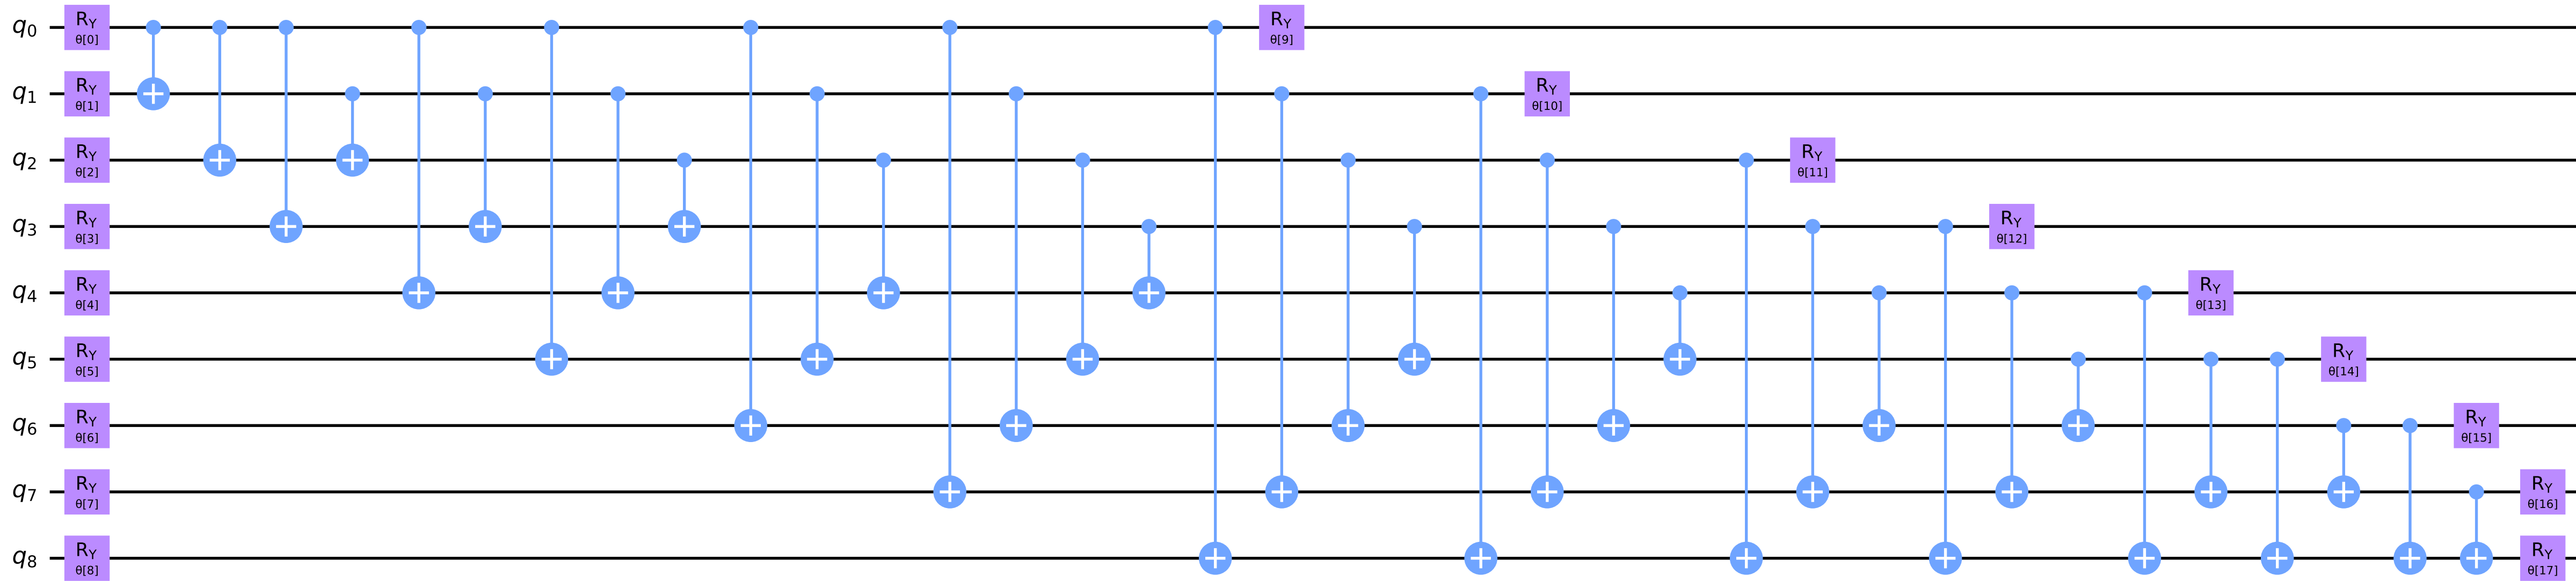 q0 RY θ[0] RY θ[9]
q1 RY θ[1] RY θ[10]
q2 RY θ[2] RY θ[11]
q3 RY θ[3] RY θ[12]
q4 RY θ[4] RY θ[13]
q5 RY θ[5] RY θ[14]
q6 RY θ[6] RY θ[15]
q7 RY θ[7] RY θ[16]
q8 RY θ[8] RY θ[17]